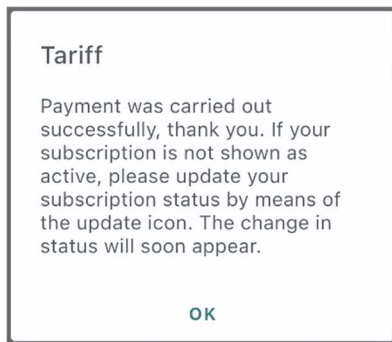 Tariff
Payment was carried out
successfully, thank you. If your
subscription is not shown as
active, please update your
subscription status by means of
the update icon. The change in
status will soon appear.
OK